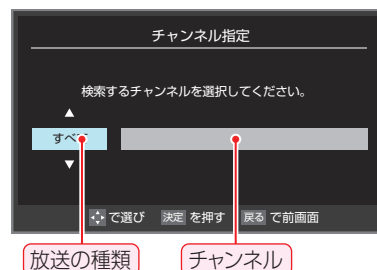 チャンネル指定
検索するチャンネルを選択してください。
▲
すべ
▼
で選び 決定 を押す 戻る で前画面
放送の種類 チャンネル